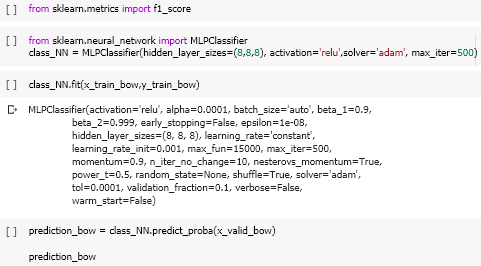 [ ] from sklearn.metrics import f1_score
[ ] from sklearn.neural_network import MLPClassifier
class_NN = MLPClassifier(hidden_layer_sizes=(8,8,8), activation='relu',solver='adam', max_iter=500)
[ ] class_NN.fit(x_train_bow,y_train_bow)
MLPClassifier(activation='relu', alpha=0.0001, batch_size='auto', beta_1=0.9,
beta_2=0.999, early_stopping=False, epsilon=1e-08,
hidden_layer_sizes=(8, 8, 8), learning_rate='constant',
learning_rate_init=0.001, max_fun=15000, max_iter=500,
momentum=0.9, n_iter_no_change=10, nesterovs_momentum=True,
power_t=0.5, random_state=None, shuffle=True, solver='adam',
tol=0.0001, validation_fraction=0.1, verbose=False,
warm_start=False)
[ ] prediction_bow = class_NN.predict_proba(x_valid_bow)
prediction_bow